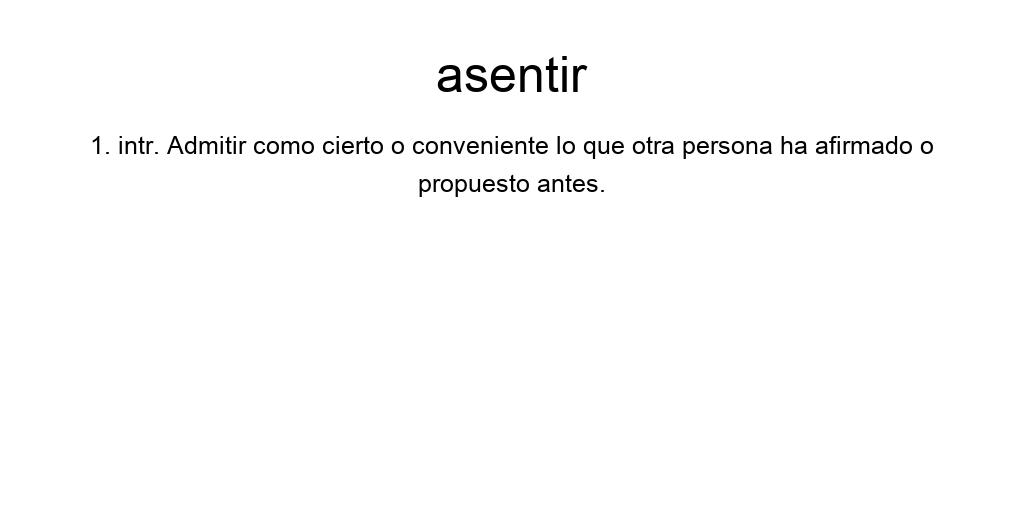 asentir
1. intr. Admitir como cierto o conveniente lo que otra persona ha afirmado o
propuesto antes.